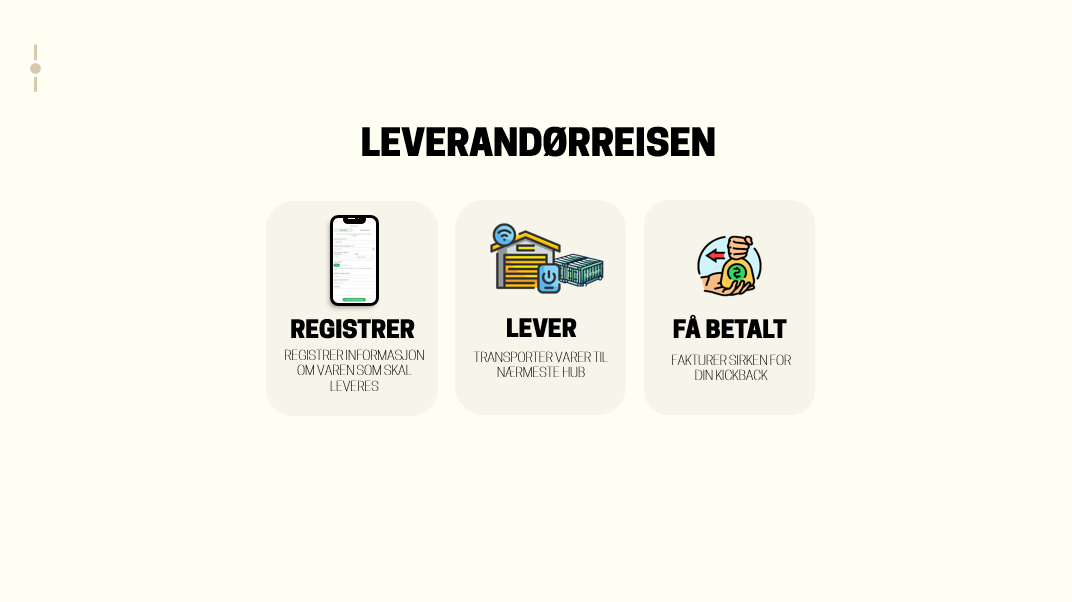 LEVERANDØRREISEN
REGISTRER
REGISTRER INFORMASJON
OM VAREN SOM SKAL
LEVERES
LEVER
TRANSPORTER VARER TIL
NÆRMESTE HUB
FÅ BETALT
FAKTURER SIRKEN FOR
DIN KICKBACK